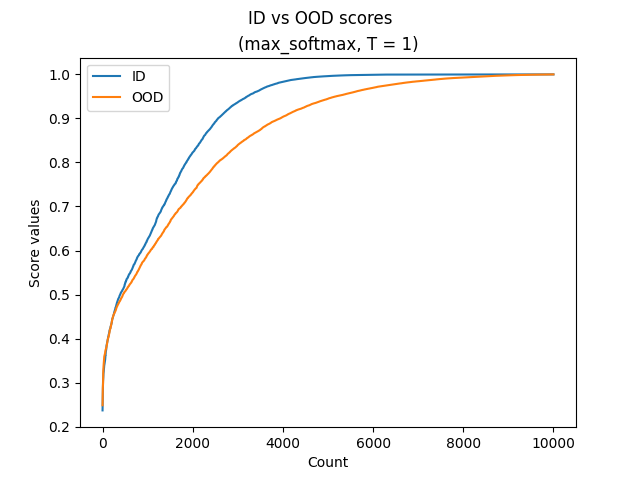 ID vs OOD scores
(max_softmax, T = 1)
ID
OOD
1.0
0.9
0.8
0.7
0.6
0.5
0.4
0.3
0.2
Score values
0 2000 4000 6000 8000 10000
Count